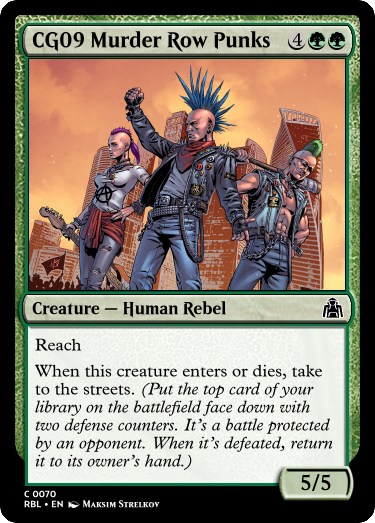 CG09 Murder Row Punks 4
Creature — Human Rebel
Reach
When this creature enters or dies, take
to the streets. (Put the top card of your
library on the battlefield face down with
two defense counters. It's a battle protected
by an opponent. When it's defeated, return
it to its owner's hand.)
5/5
C 0070
RBL • EN Maksim Strelkov